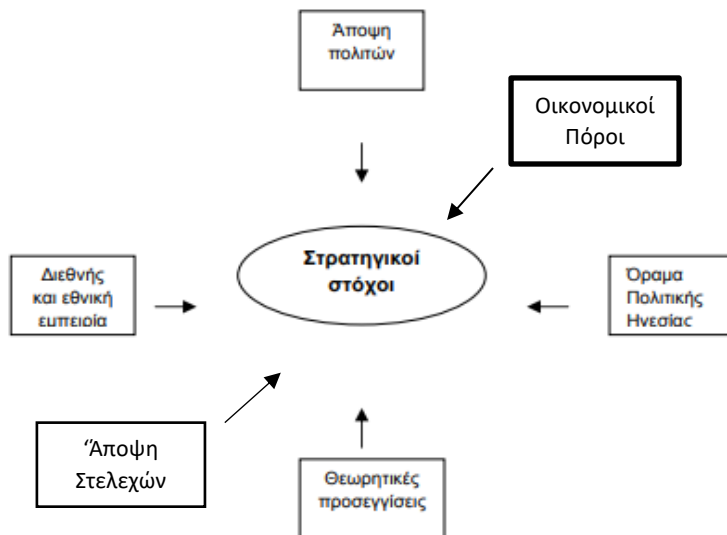 Άποψη
πολιτών
Οικονομικοί
Πόροι
Στρατηγικοί
στόχοι
Διεθνής
και εθνική
εμπειρία
Όραμα
Πολιτικής
Ηγεσίας
“Άποψη
Στελεχών
Θεωρητικές
προσεγγίσεις